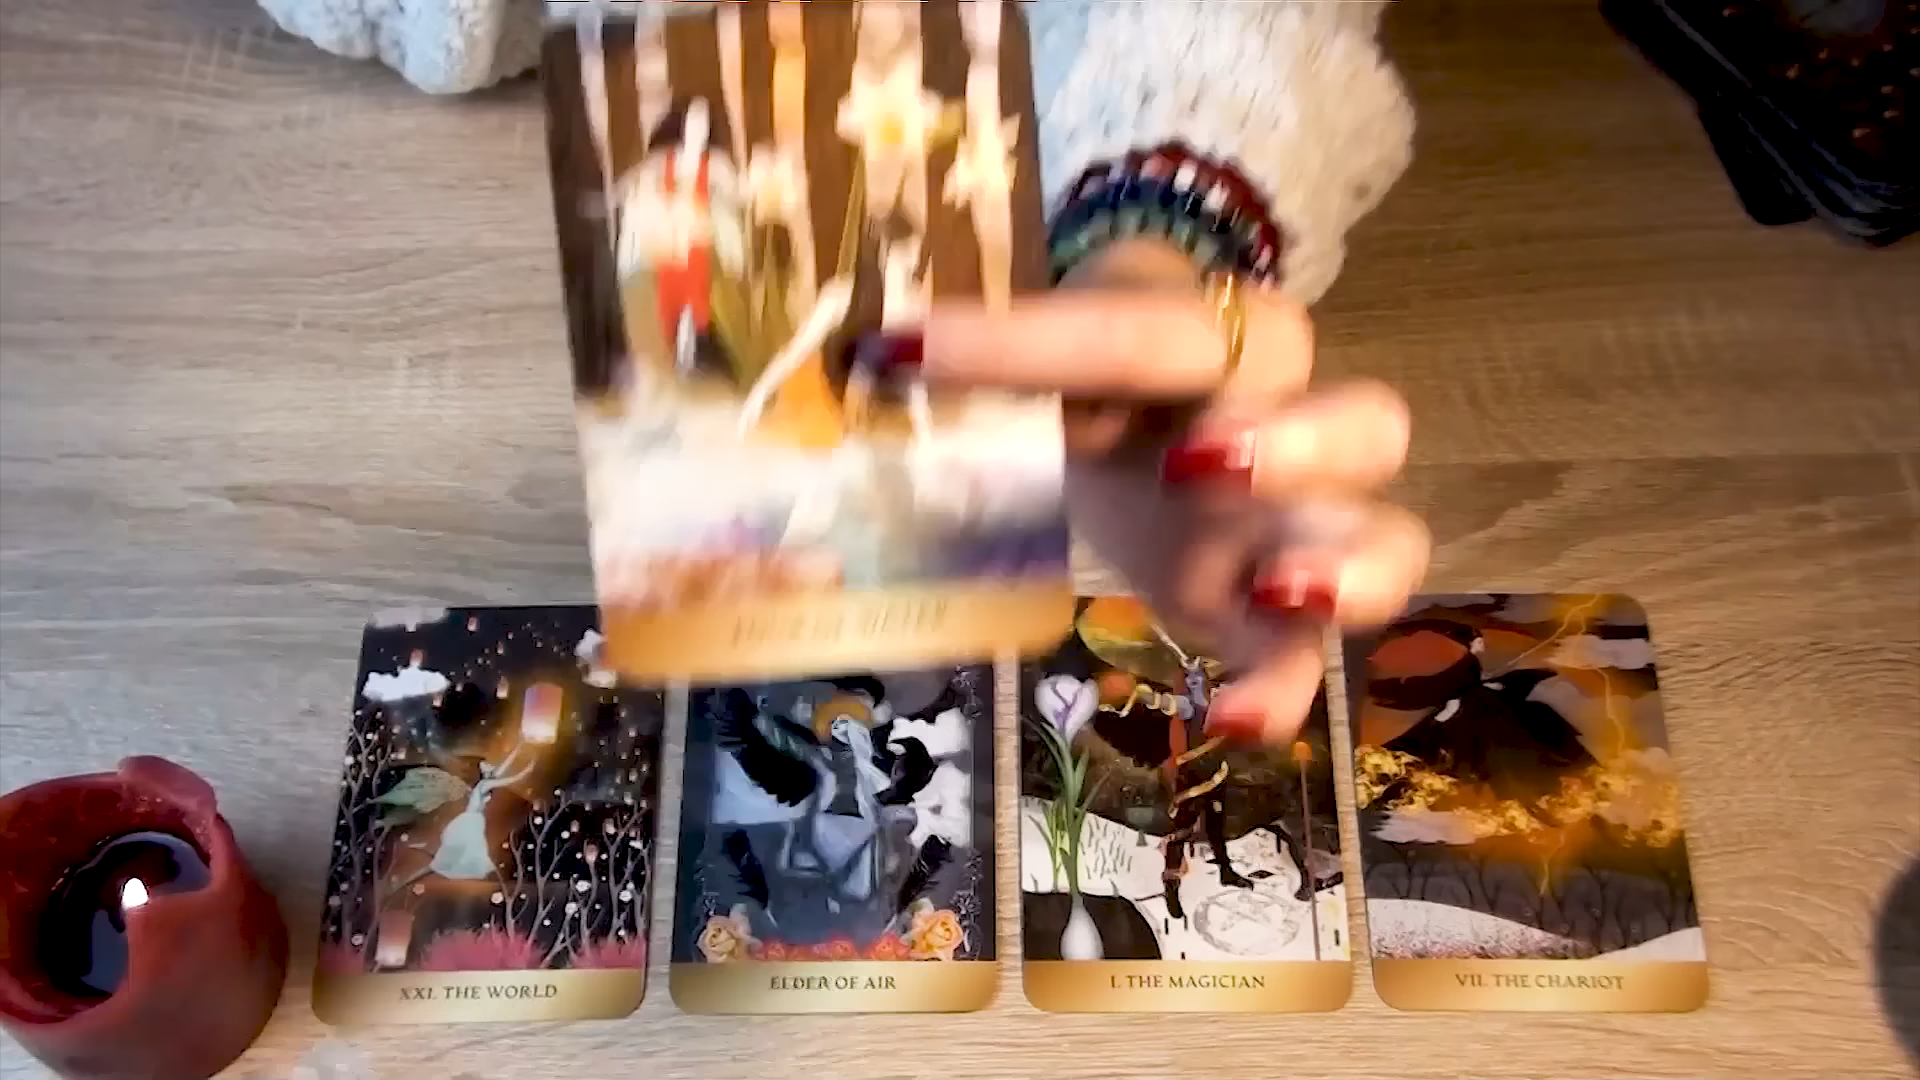 XXI. THE WORLD
ELDER OF AIR
I. THE MAGICIAN
VII. THE CHARIOT